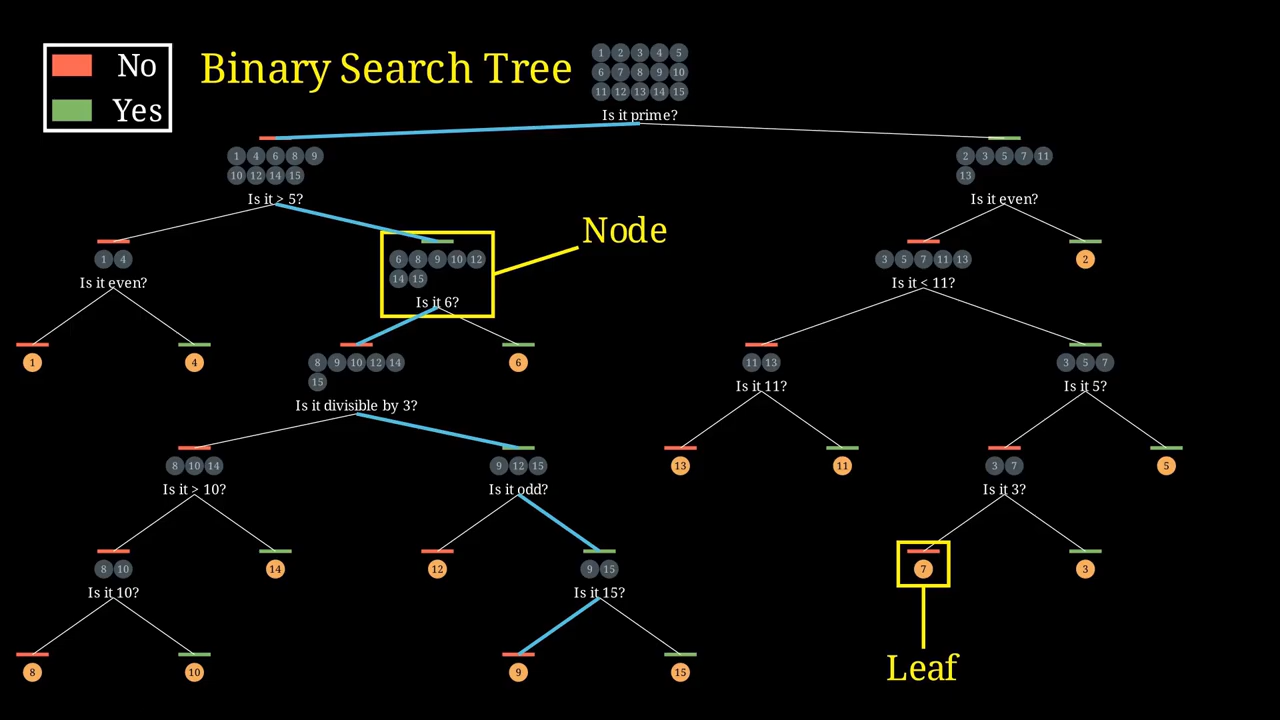 No
Yes
Binary Search Tree
1 2 3 4 5
6 7 8 9 10
11 12 13 14 15
Is it prime?
1 4 6 8 9
10 12 14 15
Is it > 5?
2 3 5 7 11
13
Is it even?
1 4
Is it even?
6 8 9 10 12
14 15
Is it 6?
Node
3 5 7 11 13
Is it < 11?
2
1
4
8 9 10 12 14
15
Is it divisible by 3?
6
11 13
Is it 11?
3 5 7
Is it 5?
8 10 14
Is it > 10?
9 12 15
Is it odd?
13
11
3 7
Is it 3?
5
8 10
Is it 10?
14
12
9 15
Is it 15?
7
3
Leaf
8
10
9
15